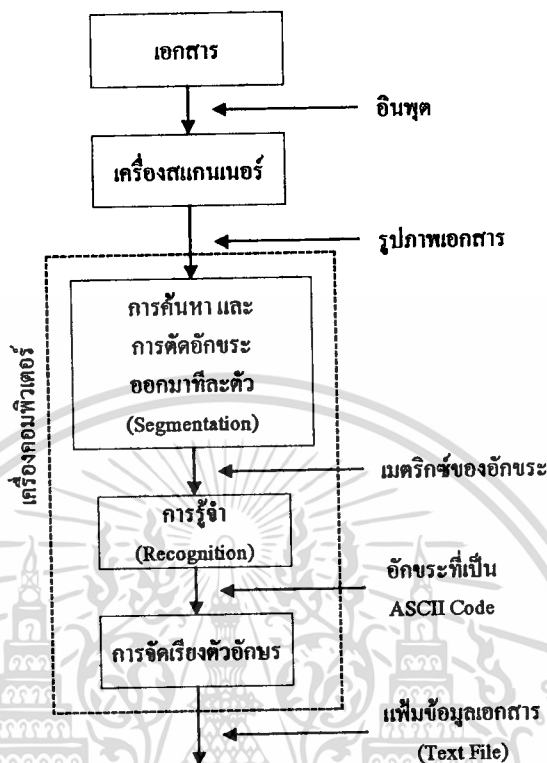 เอกสาร
อินพุต
เครื่องสแกนเนอร์
รูปภาพเอกสาร
เครื่องคอมพิวเตอร์
การค้นหา และ
การตัดอักขระ
ออกมาทีละตัว
(Segmentation)
เมตริกซ์ของอักขระ
การรู้จำ
(Recognition)
อักขระที่เป็น
ASCII Code
การจัดเรียงตัวอักษร
แฟ้มข้อมูลเอกสาร
(Text File)